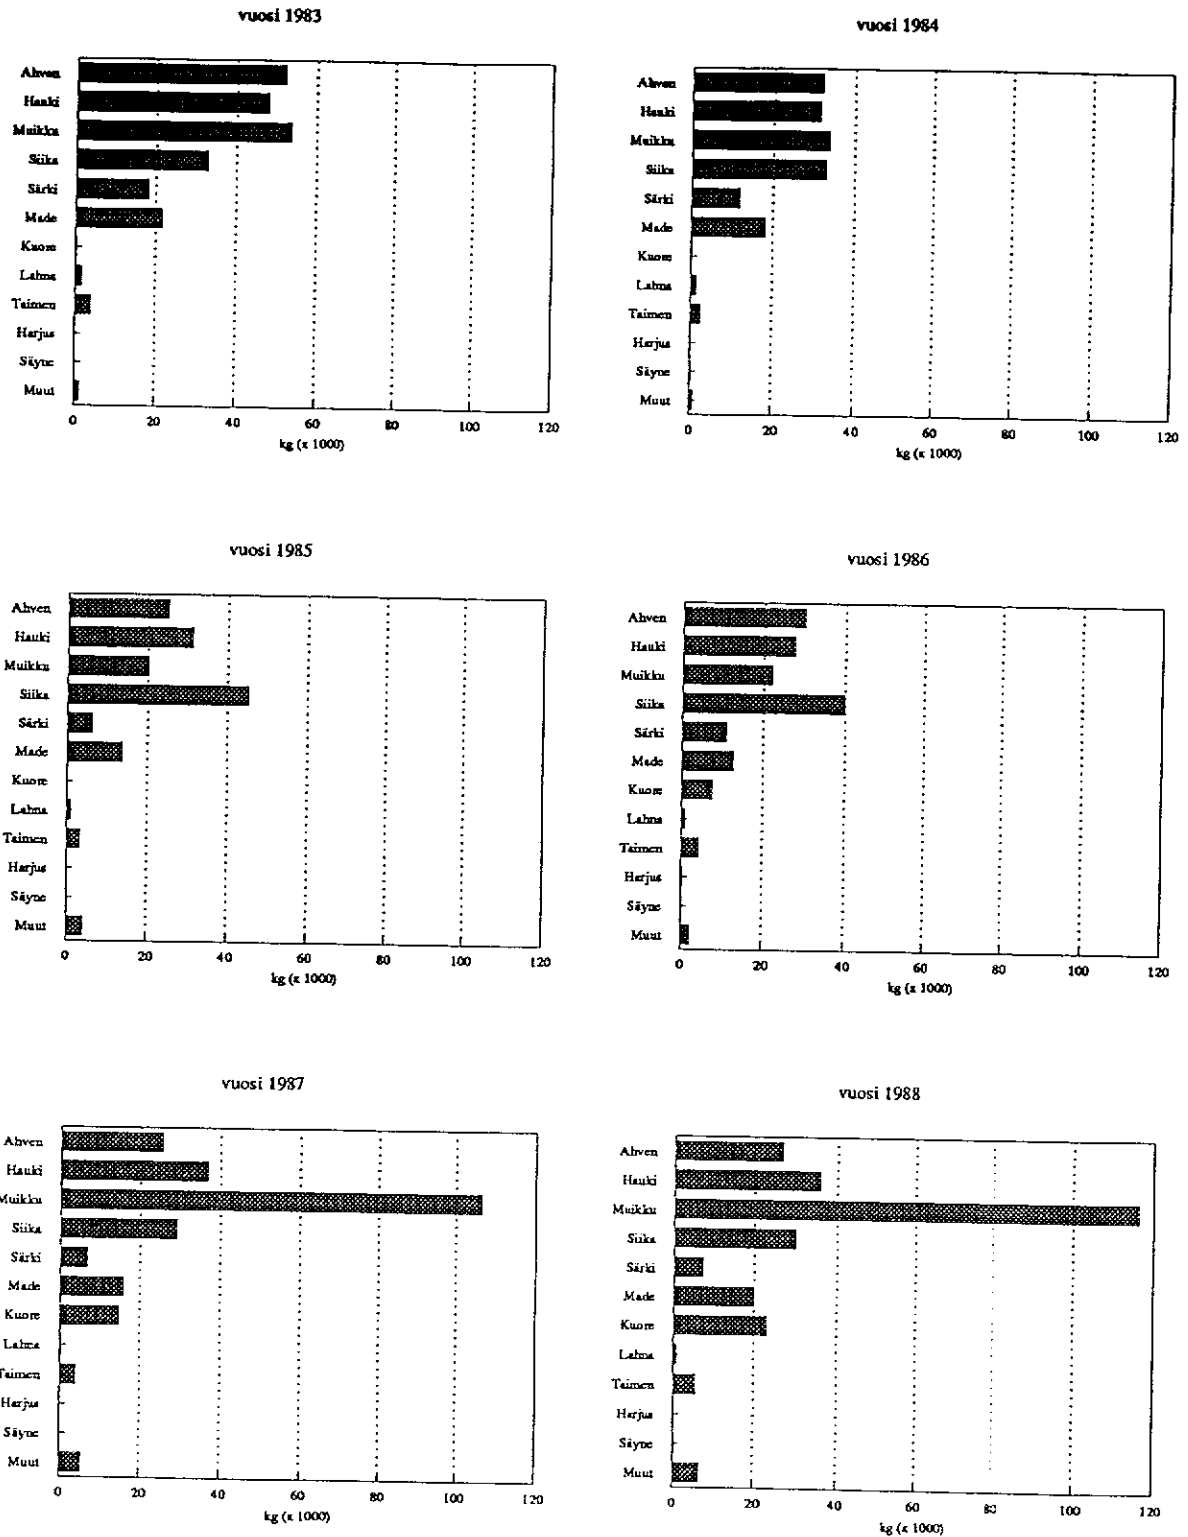 vuosi 1983
Ahven
Hauki
Muikku
Siika
Särki
Made
Kuore
Lahna
Taimen
Harjus
Säyne
Muut
0 20 40 60 80 100 120
kg (x 1000)
vuosi 1984
Ahven
Hauki
Muikku
Siika
Särki
Made
Kuore
Lahna
Taimen
Harjus
Säyne
Muut
0 20 40 60 80 100 120
kg (x 1000)
vuosi 1985
Ahven
Hauki
Muikku
Siika
Särki
Made
Kuore
Lahna
Taimen
Harjus
Säyne
Muut
0 20 40 60 80 100 120
kg (x 1000)
vuosi 1986
Ahven
Hauki
Muikku
Siika
Särki
Made
Kuore
Lahna
Taimen
Harjus
Säyne
Muut
0 20 40 60 80 100 120
kg (x 1000)
vuosi 1987
Ahven
Hauki
Muikku
Siika
Särki
Made
Kuore
Lahna
Taimen
Harjus
Säyne
Muut
0 20 40 60 80 100 120
kg (x 1000)
vuosi 1988
Ahven
Hauki
Muikku
Siika
Särki
Made
Kuore
Lahna
Taimen
Harjus
Säyne
Muut
0 20 40 60 80 100 120
kg (x 1000)